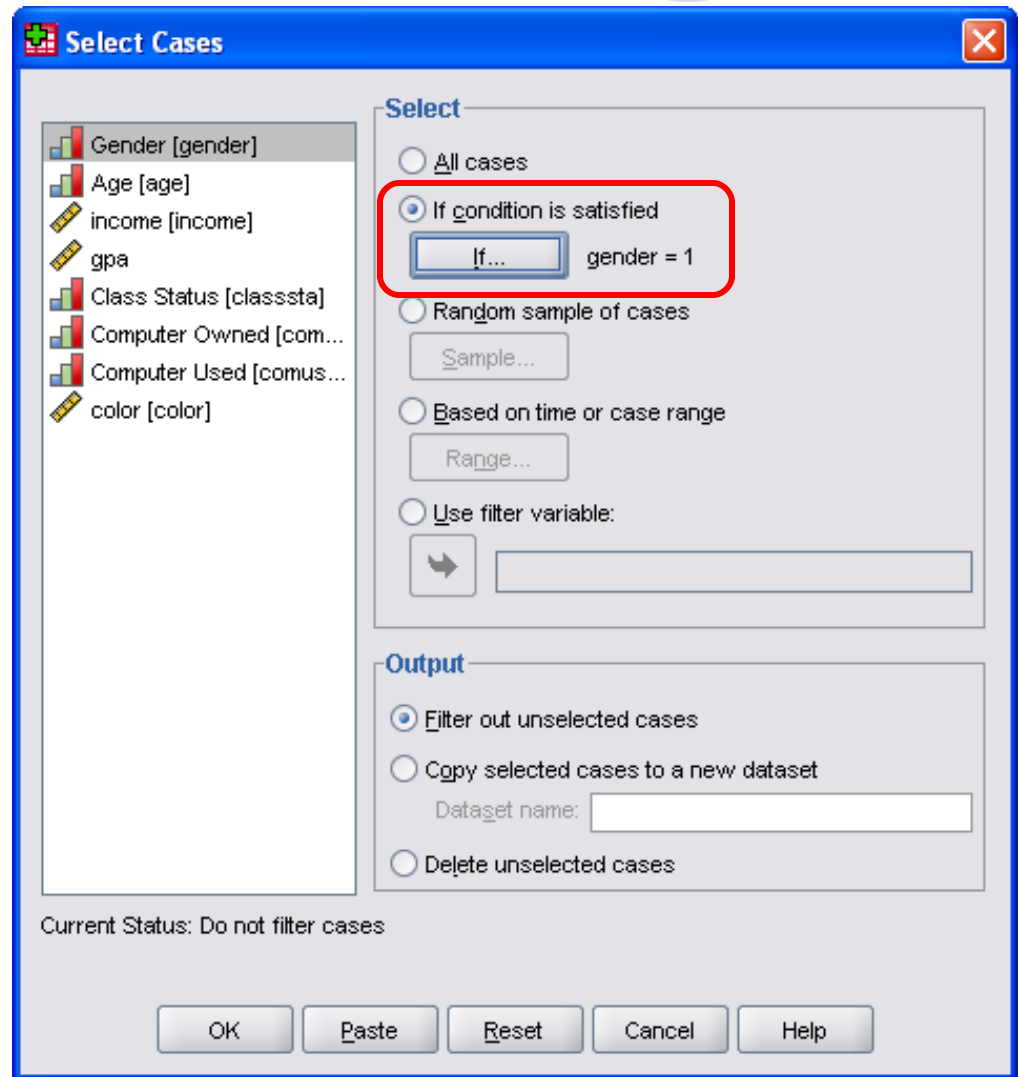 Select Cases
Gender [gender]
Age [age]
income [income]
gpa
Class Status [classsta]
Computer Owned [com...
Computer Used [comus...
color [color]
Select
All cases
If condition is satisfied
If... gender = 1
Random sample of cases
Sample...
Based on time or case range
Range...
Use filter variable:
Output
Filter out unselected cases
Copy selected cases to a new dataset
Dataset name:
Delete unselected cases
Current Status: Do not filter cases
OK Paste Reset Cancel Help